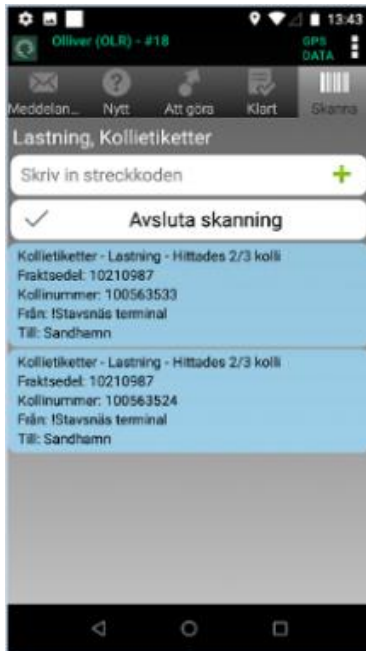 13:43
Olliver (OLR) - #18
GPS
DATA
Meddelan...
Nytt
Att göra
Klart
Skanna
Lastning, Kollietiketter
Skriv in streckkoden
Avsluta skanning
Kollietiketter - Lastning - Hittades 2/3 kolli
Fraktsedel: 10210987
Kollinummer: 100563533
Från: !Stavsnäs terminal
Till: Sandhamn
Kollietiketter - Lastning - Hittades 2/3 kolli
Fraktsedel: 10210987
Kollinummer: 100563524
Från: !Stavsnäs terminal
Till: Sandhamn